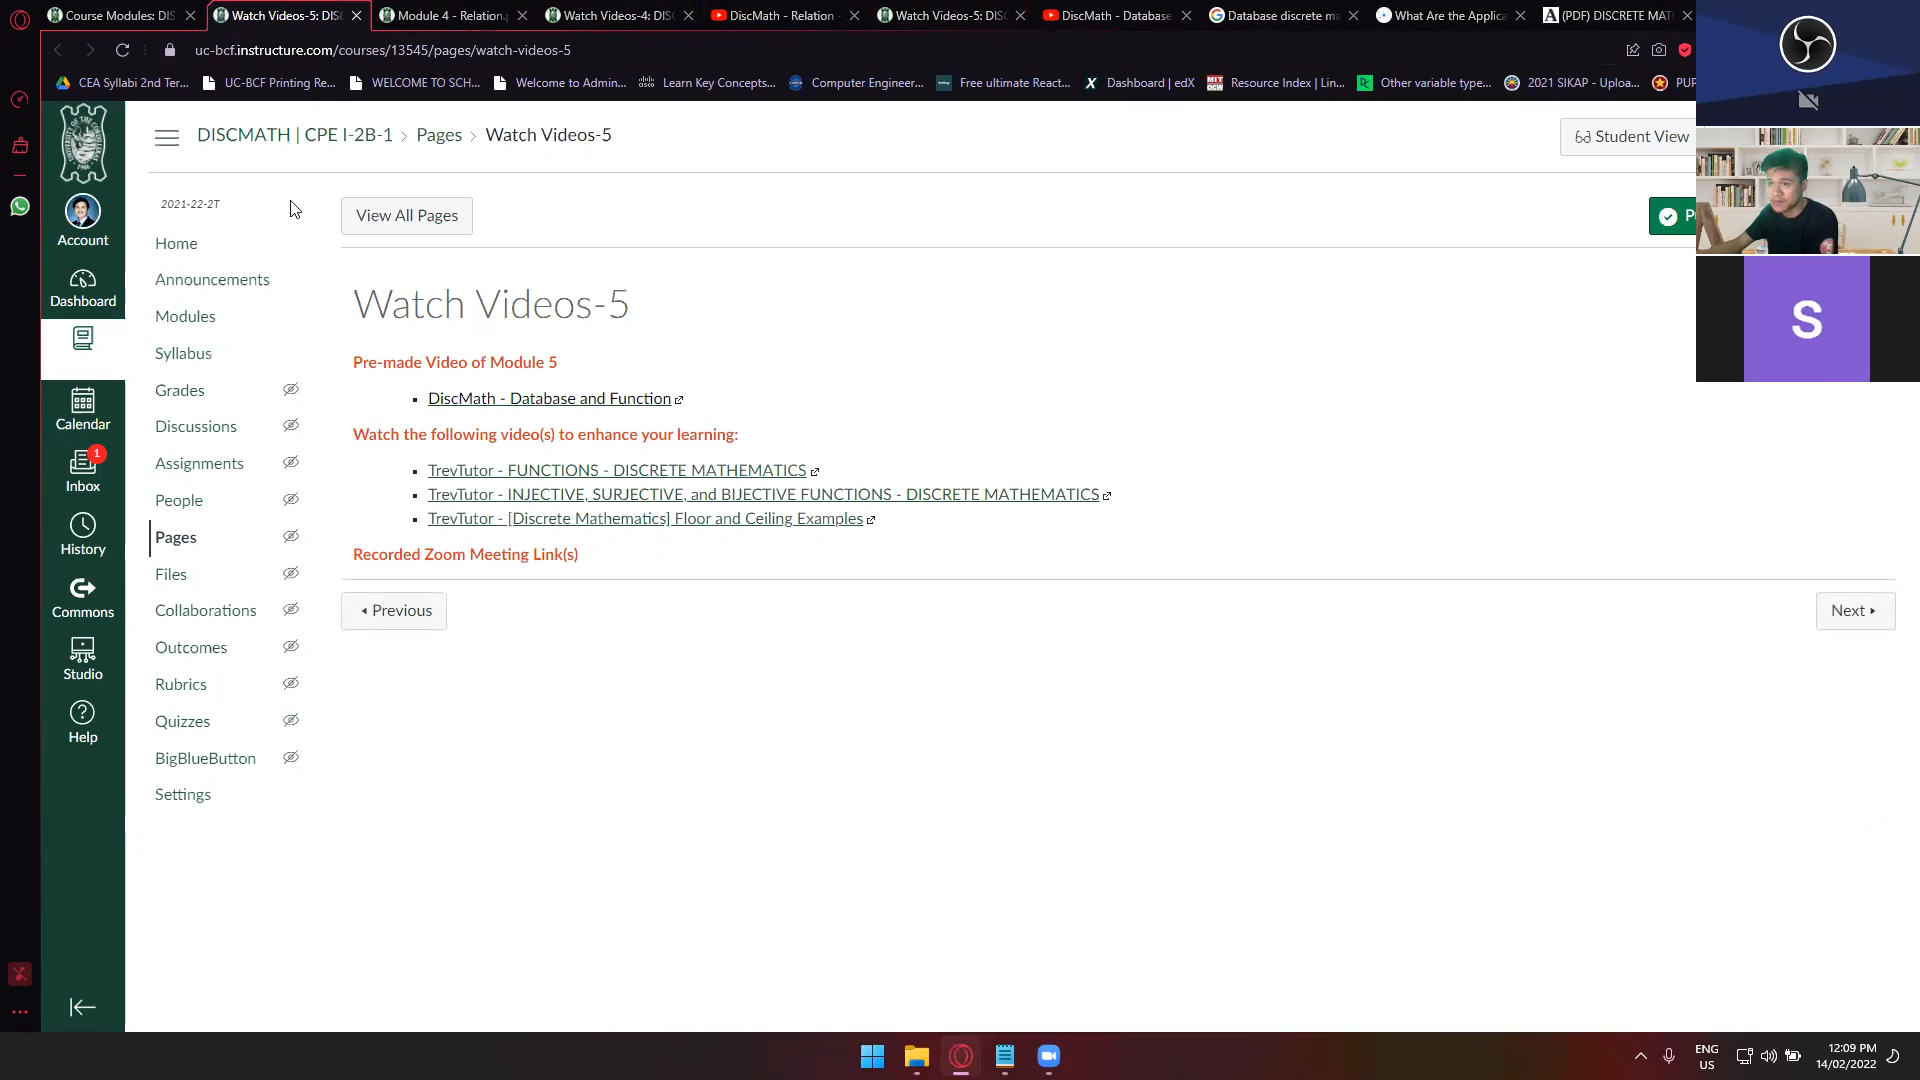 Course Modules: DIS
Watch Videos-5: DISC
Module 4 - Relation.
Watch Videos-4: DISC
DiscMath - Relation -
Watch Videos-5: DISC
DiscMath - Database
Database discrete ma
What Are the Applica
(PDF) DISCRETE MAT
uc-bcf.instructure.com/courses/13545/pages/watch-videos-5
CEA Syllabi 2nd Ter...
UC-BCF Printing Re...
WELCOME TO SCH...
Welcome to Admin...
Learn Key Concepts...
Computer Engineer...
Free ultimate React...
Dashboard | edX
Resource Index | Lin...
Other variable type...
2021 SIKAP - Uploa...
PUP
DISCMATH | CPE I-2B-1 > Pages > Watch Videos-5
Student View
Account
Dashboard
Calendar
1
Inbox
History
Commons
Studio
Help
2021-22-2T
Home
Announcements
Modules
Syllabus
Grades
Discussions
Assignments
People
Pages
Files
Collaborations
Outcomes
Rubrics
Quizzes
BigBlueButton
Settings
View All Pages
Watch Videos-5
Pre-made Video of Module 5
DiscMath - Database and Function
Watch the following video(s) to enhance your learning:
TrevTutor - FUNCTIONS - DISCRETE MATHEMATICS
TrevTutor - INJECTIVE, SURJECTIVE, and BIJECTIVE FUNCTIONS - DISCRETE MATHEMATICS
TrevTutor - [Discrete Mathematics] Floor and Ceiling Examples
Recorded Zoom Meeting Link(s)
Previous
Next
S
ENG
US
12:09 PM
14/02/2022